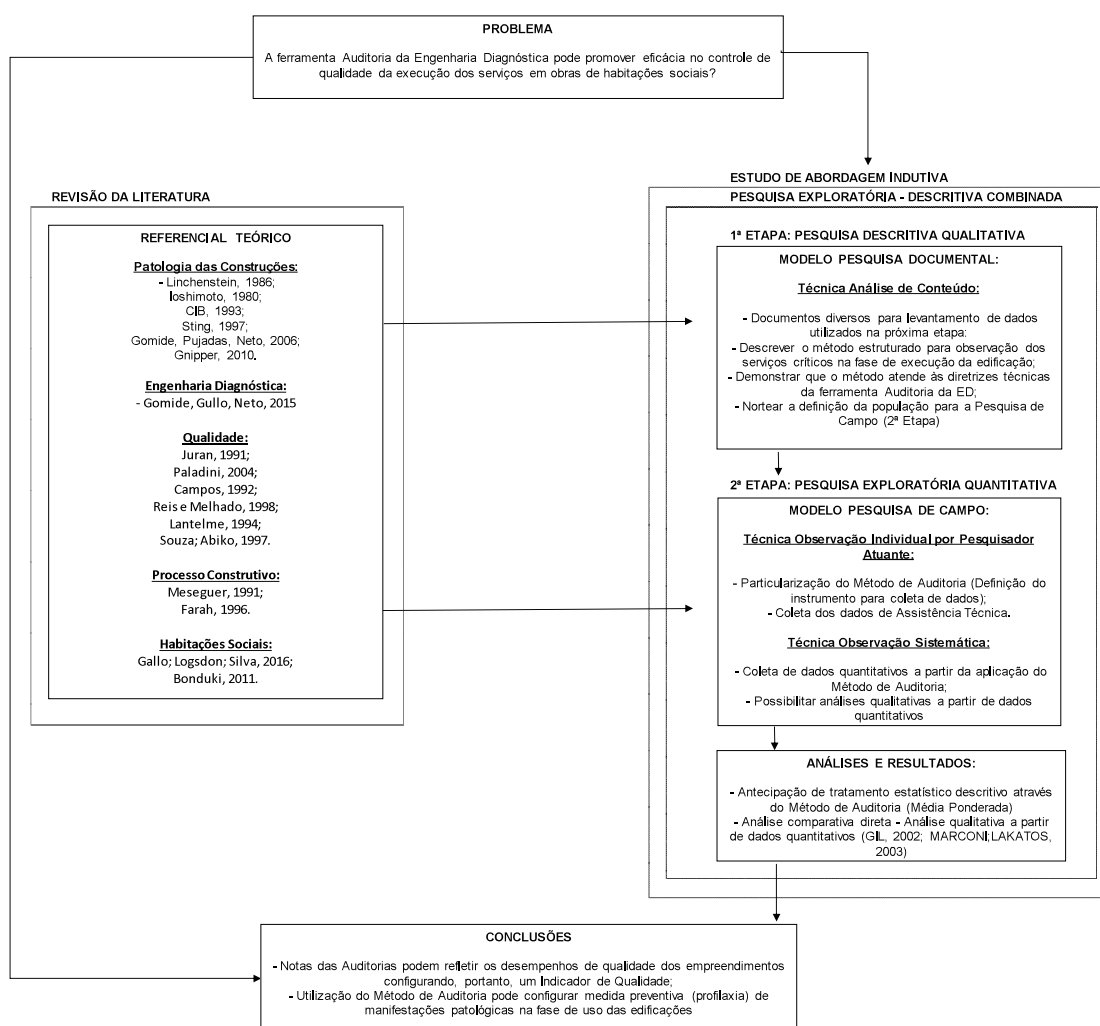 PROBLEMA
A ferramenta Auditoria da Engenharia Diagnóstica pode promover eficácia no controle de
qualidade da execução dos serviços em obras de habitações sociais?
REVISÃO DA LITERATURA
REFERENCIAL TEÓRICO
Patologia das Construções:
- Linchenstein, 1986;
Ioshimoto, 1980;
CIB, 1993;
Sting, 1997;
Gomide, Pujadas, Neto, 2006;
Gnipper, 2010.
Engenharia Diagnóstica:
- Gomide, Gullo, Neto, 2015
Qualidade:
Juran, 1991;
Paladini, 2004;
Campos, 1992;
Reis e Melhado, 1998;
Lantelme, 1994;
Souza; Abiko, 1997.
Processo Construtivo:
Meseguer, 1991;
Farah, 1996.
Habitações Sociais:
Gallo; Logsdon; Silva, 2016;
Bonduki, 2011.
ESTUDO DE ABORDAGEM INDUTIVA
PESQUISA EXPLORATÓRIA - DESCRITIVA COMBINADA
1ª ETAPA: PESQUISA DESCRITIVA QUALITATIVA
MODELO PESQUISA DOCUMENTAL:
Técnica Análise de Conteúdo:
- Documentos diversos para levantamento de dados
utilizados na próxima etapa:
- Descrever o método estruturado para observação dos
serviços críticos na fase de execução da edificação;
- Demonstrar que o método atende às diretrizes técnicas
da ferramenta Auditoria da ED;
- Nortear a definição da população para a Pesquisa de
Campo (2ª Etapa)
2ª ETAPA: PESQUISA EXPLORATÓRIA QUANTITATIVA
MODELO PESQUISA DE CAMPO:
Técnica Observação Individual por Pesquisador
Atuante:
- Particularização do Método de Auditoria (Definição do
instrumento para coleta de dados);
- Coleta dos dados de Assistência Técnica.
Técnica Observação Sistemática:
- Coleta de dados quantitativos a partir da aplicação do
Método de Auditoria;
- Possibilitar análises qualitativas a partir de dados
quantitativos
ANÁLISES E RESULTADOS:
- Antecipação de tratamento estatístico descritivo através
do Método de Auditoria (Média Ponderada)
- Análise comparativa direta - Análise qualitativa a partir
de dados quantitativos (GIL, 2002; MARCONI;LAKATOS,
2003)
CONCLUSÕES
- Notas das Auditorias podem refletir os desempenhos de qualidade dos empreendimentos
configurando, portanto, um Indicador de Qualidade;
- Utilização do Método de Auditoria pode configurar medida preventiva (profilaxia) de
manifestações patológicas na fase de uso das edificações